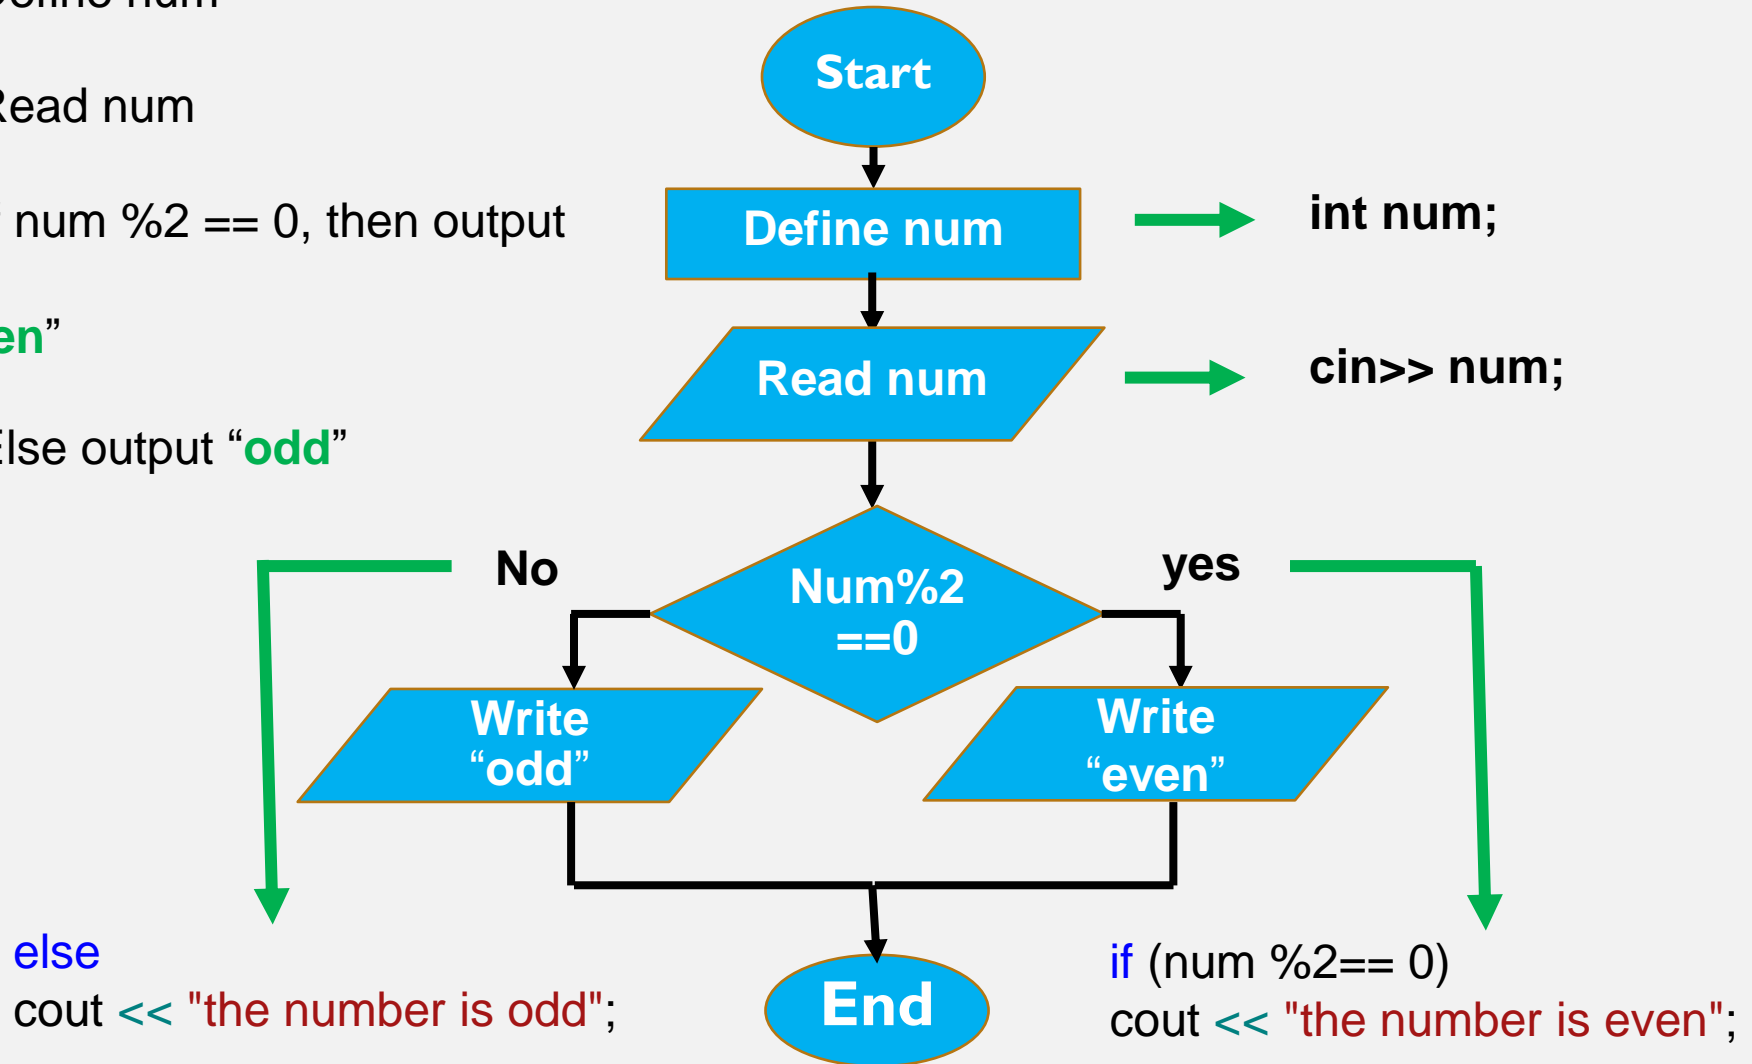 num
Read num
num %2 == 0, then output
en”
Else output “odd”
Start
Define num
int num;
Read num
cin>> num;
No
yes
Num%2
==0
Write
“odd”
Write
“even”
else
cout << "the number is odd";
End
if (num %2== 0)
cout << "the number is even";